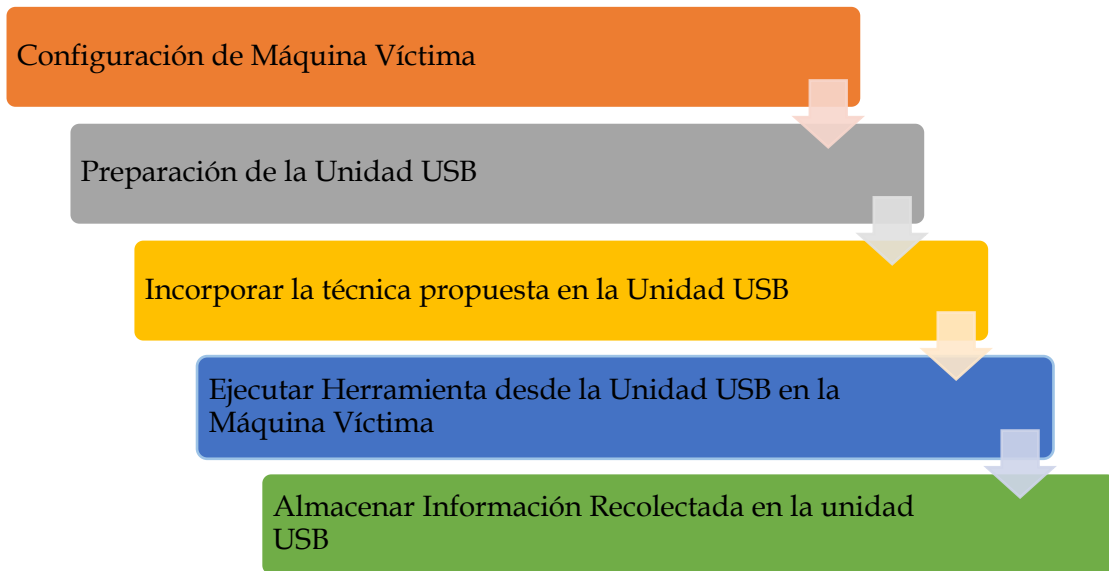 Configuración de Máquina Víctima
Preparación de la Unidad USB
Incorporar la técnica propuesta en la Unidad USB
Ejecutar Herramienta desde la Unidad USB en la
Máquina Víctima
Almacenar Información Recolectada en la unidad
USB